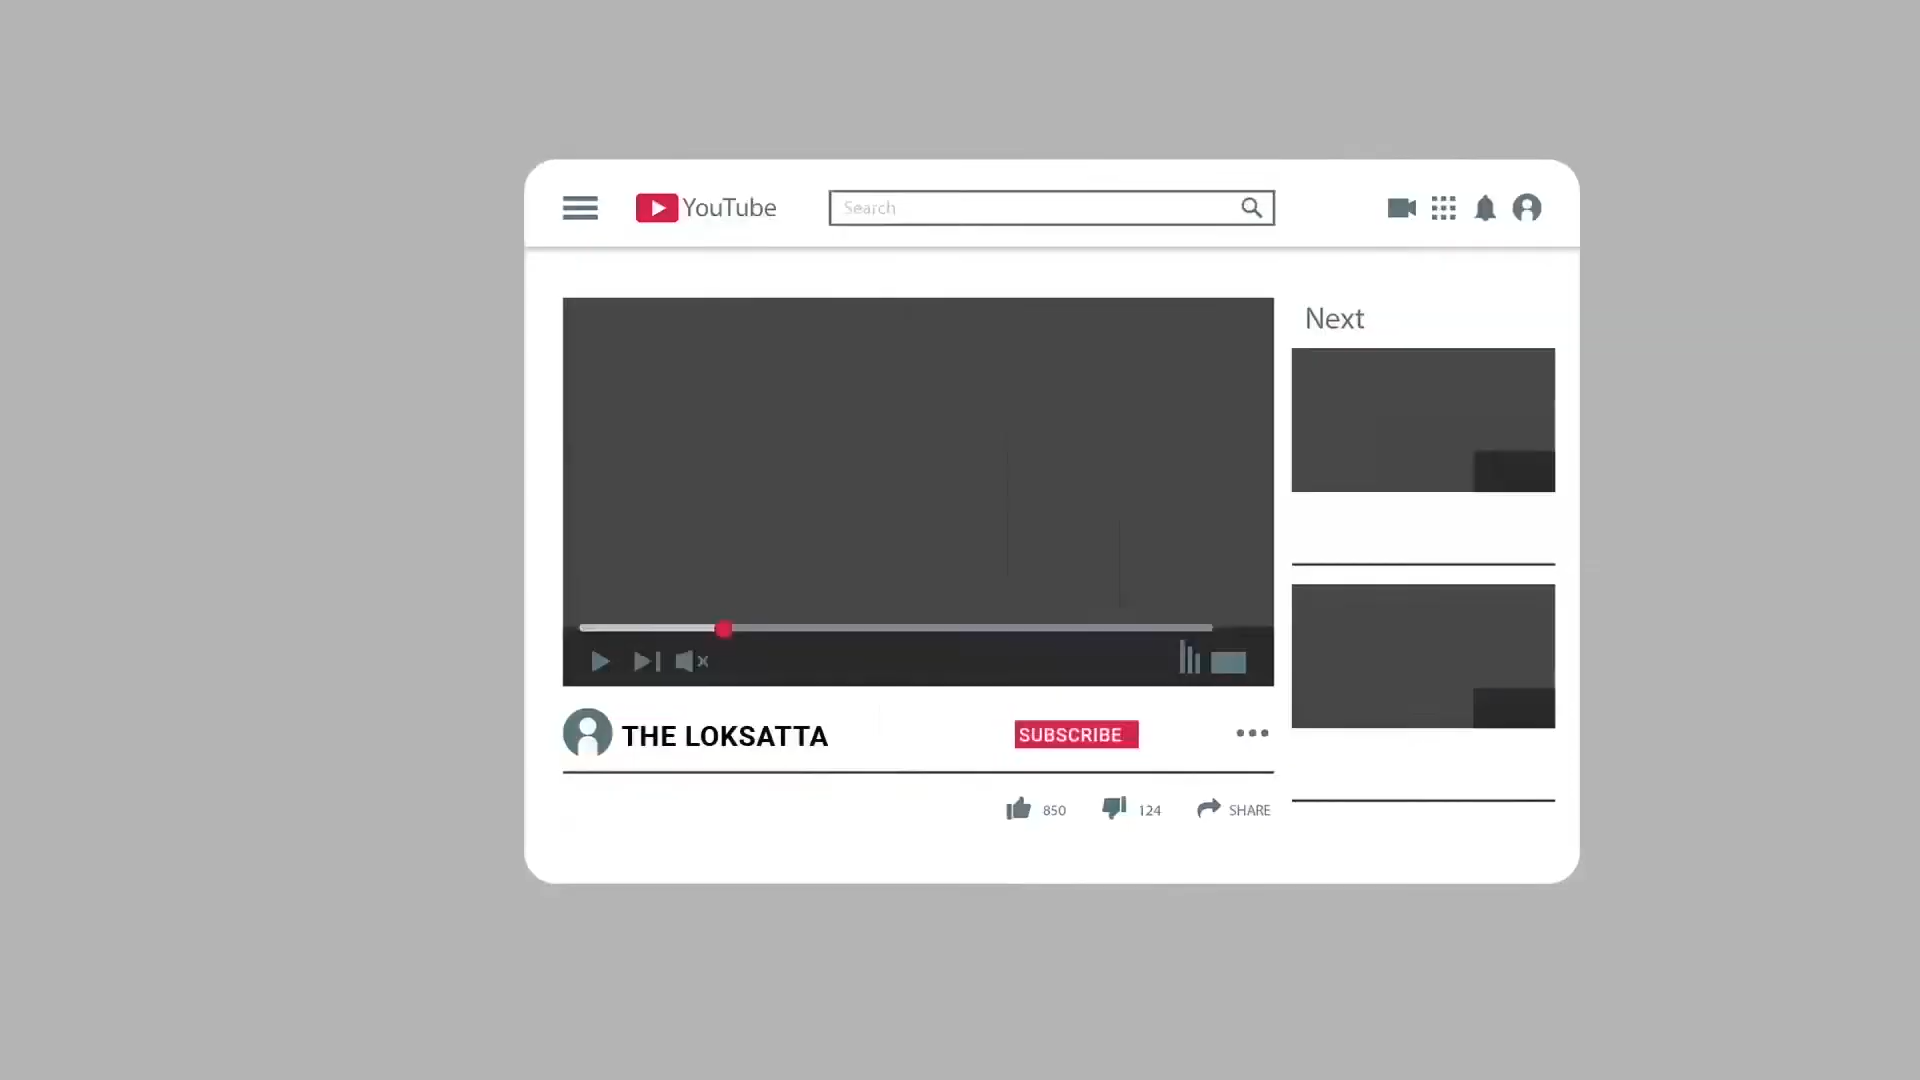 YouTube
Search
Next
THE LOKSATTA
SUBSCRIBE
850
124
SHARE